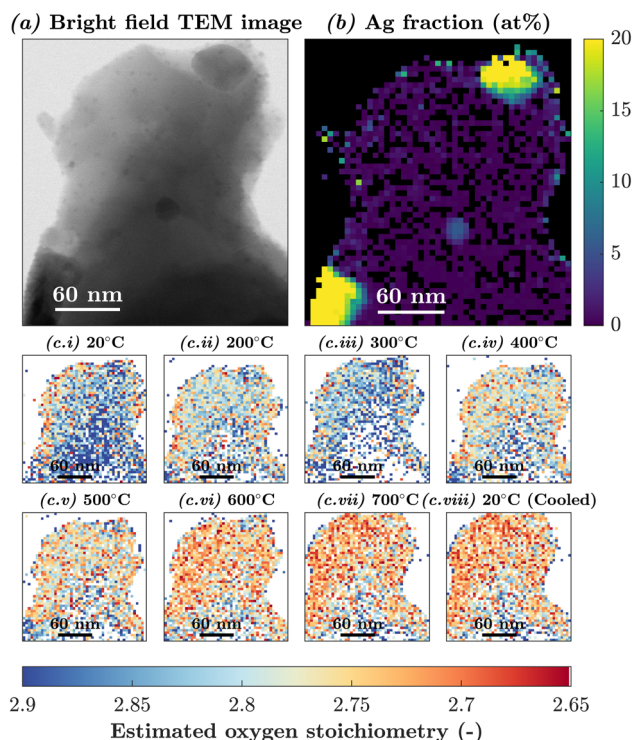 (a) Bright field TEM image
(b) Ag fraction (at%)
60 nm
60 nm
20
15
10
5
0
(c.i) 20°C
(c.ii) 200°C
(c.iii) 300°C
(c.iv) 400°C
60 nm
60 nm
60 nm
60 nm
(c.v) 500°C
(c.vi) 600°C
(c.vii) 700°C
(c.viii) 20°C (Cooled)
60 nm
60 nm
60 nm
60 nm
2.9
2.85
2.8
2.75
2.7
2.65
Estimated oxygen stoichiometry (-)